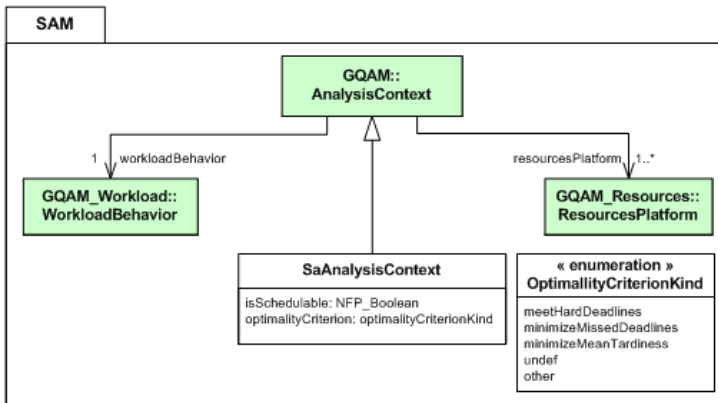 SAM
GQAM::
AnalysisContext
1 workloadBehavior
resourcesPlatform 1..*
GQAM_Workload::
WorkloadBehavior
GQAM_Resources::
ResourcesPlatform
SaAnalysisContext
isSchedulable: NFP_Boolean
optimalityCriterion: optimalityCriterionKind
« enumeration »
OptimallityCriterionKind
meetHardDeadlines
minimizeMissedDeadlines
minimizeMeanTardiness
undef
other